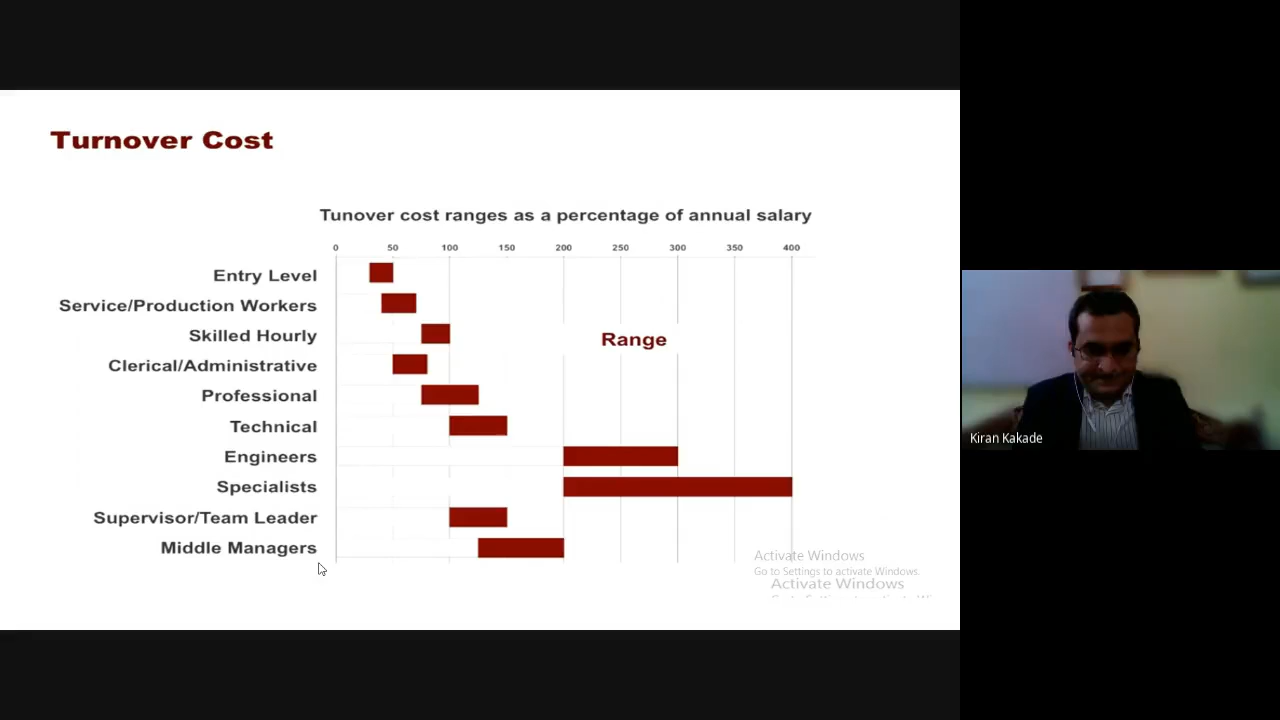 Turnover Cost
Tunover cost ranges as a percentage of annual salary
0 50 100 150 200 250 300 350 400
Entry Level
Service/Production Workers
Skilled Hourly
Range
Clerical/Administrative
Professional
Technical
Engineers
Specialists
Supervisor/Team Leader
Middle Managers
Activate Windows
Go to Settings to activate Windows.
Activate Windows
Kiran Kakade